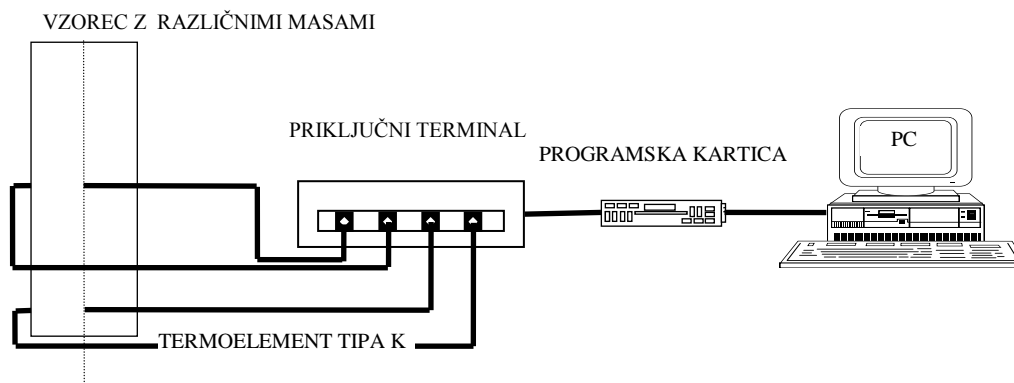 VZOREC Z RAZLIČNIMI MASAMI
PRIKLJUČNI TERMINAL
PROGRAMSKA KARTICA
PC
TERMOELEMENT TIPA K